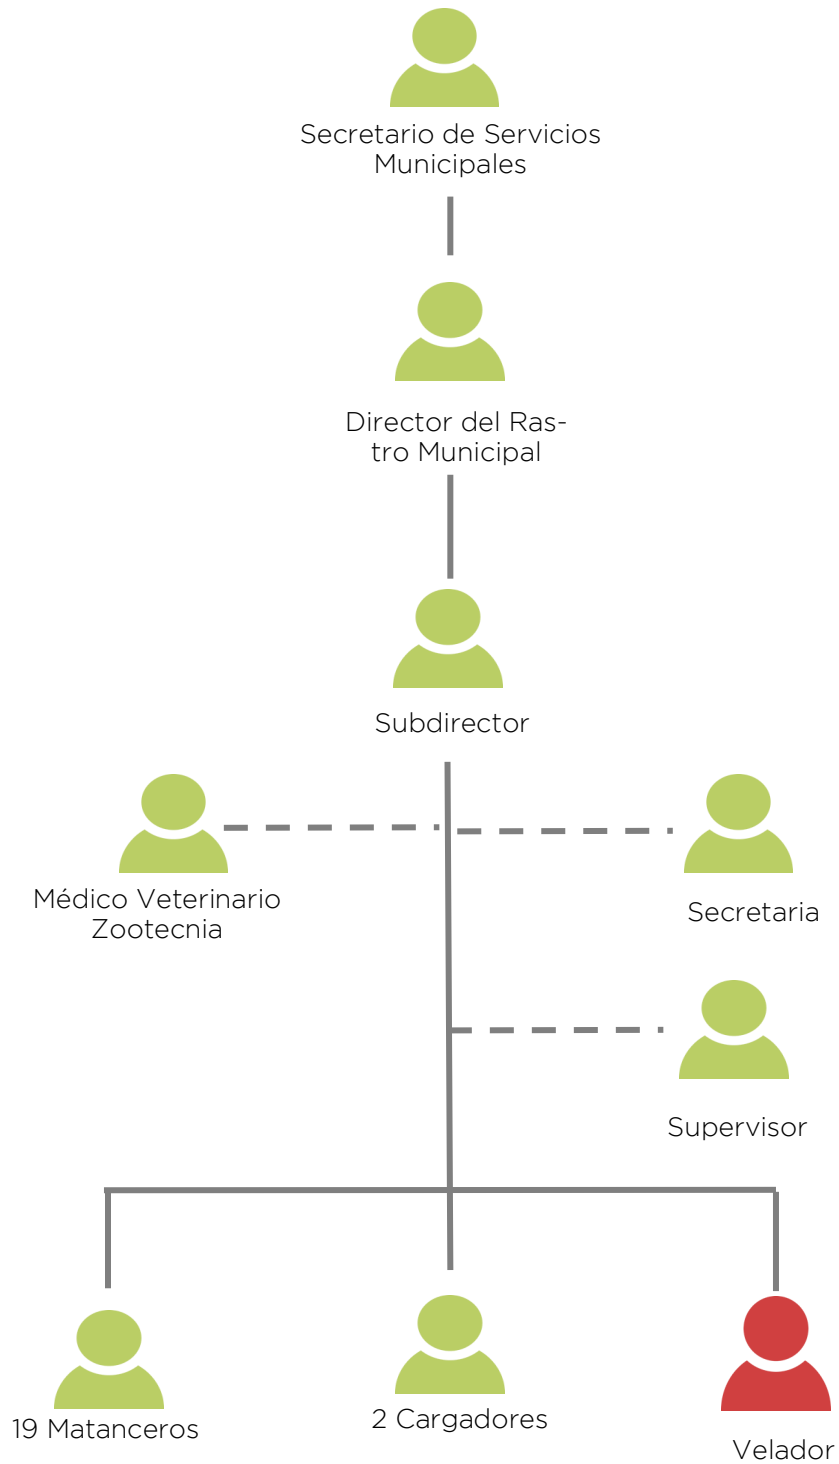 Secretario de Servicios
Municipales
Director del Ras-
tro Municipal
Subdirector
Médico Veterinario
Zootecnia
Secretaria
Supervisor
19 Matanceros
2 Cargadores
Velador